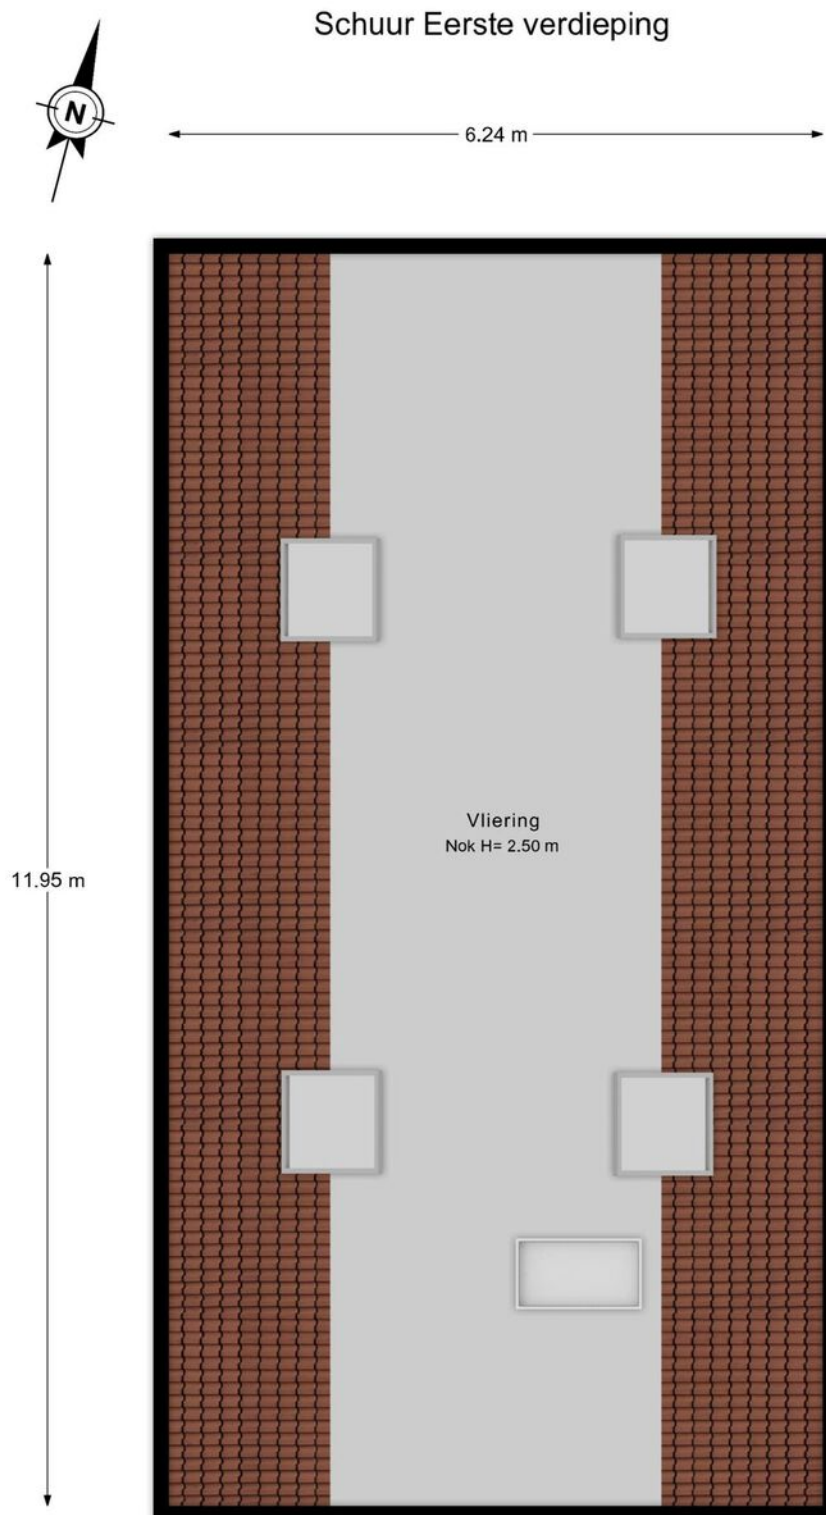 Schuur Eerste verdieping
N
6.24 m
Vliering
Nok H= 2.50 m
11.95 m